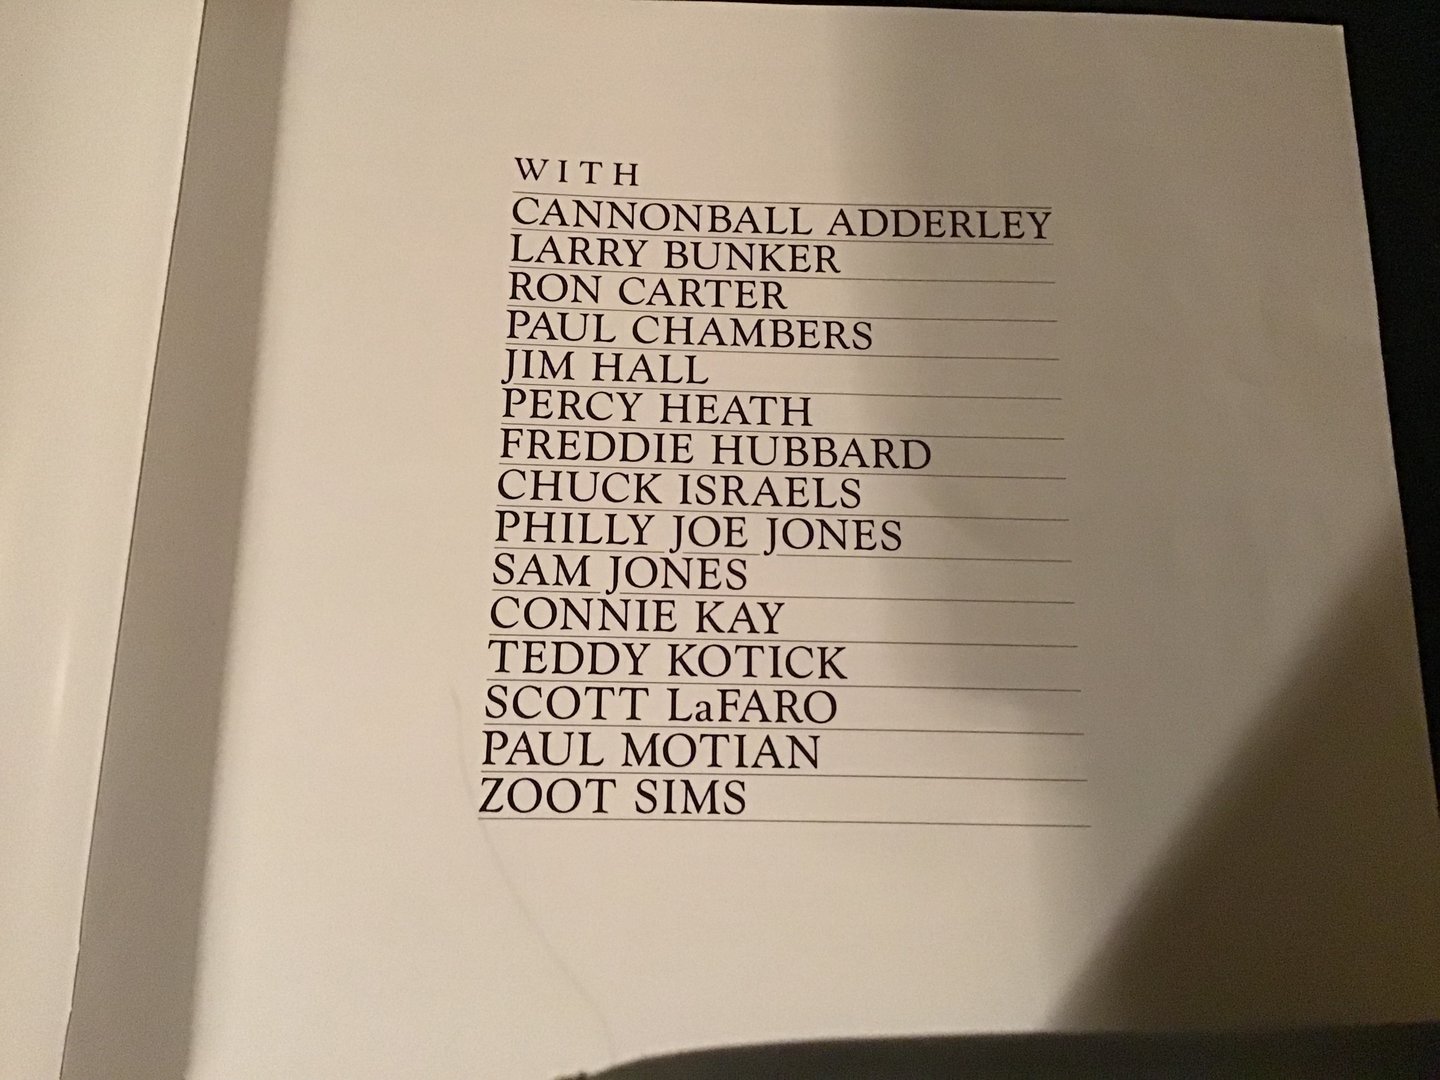 WITH
CANNONBALL ADDERLEY
LARRY BUNKER
RON CARTER
PAUL CHAMBERS
JIM HALL
PERCY HEATH
FREDDIE HUBBARD
CHUCK ISRAELS
PHILLY JOE JONES
SAM JONES
CONNIE KAY
TEDDY KOTICK
SCOTT LaFARO
PAUL MOTIAN
ZOOT SIMS